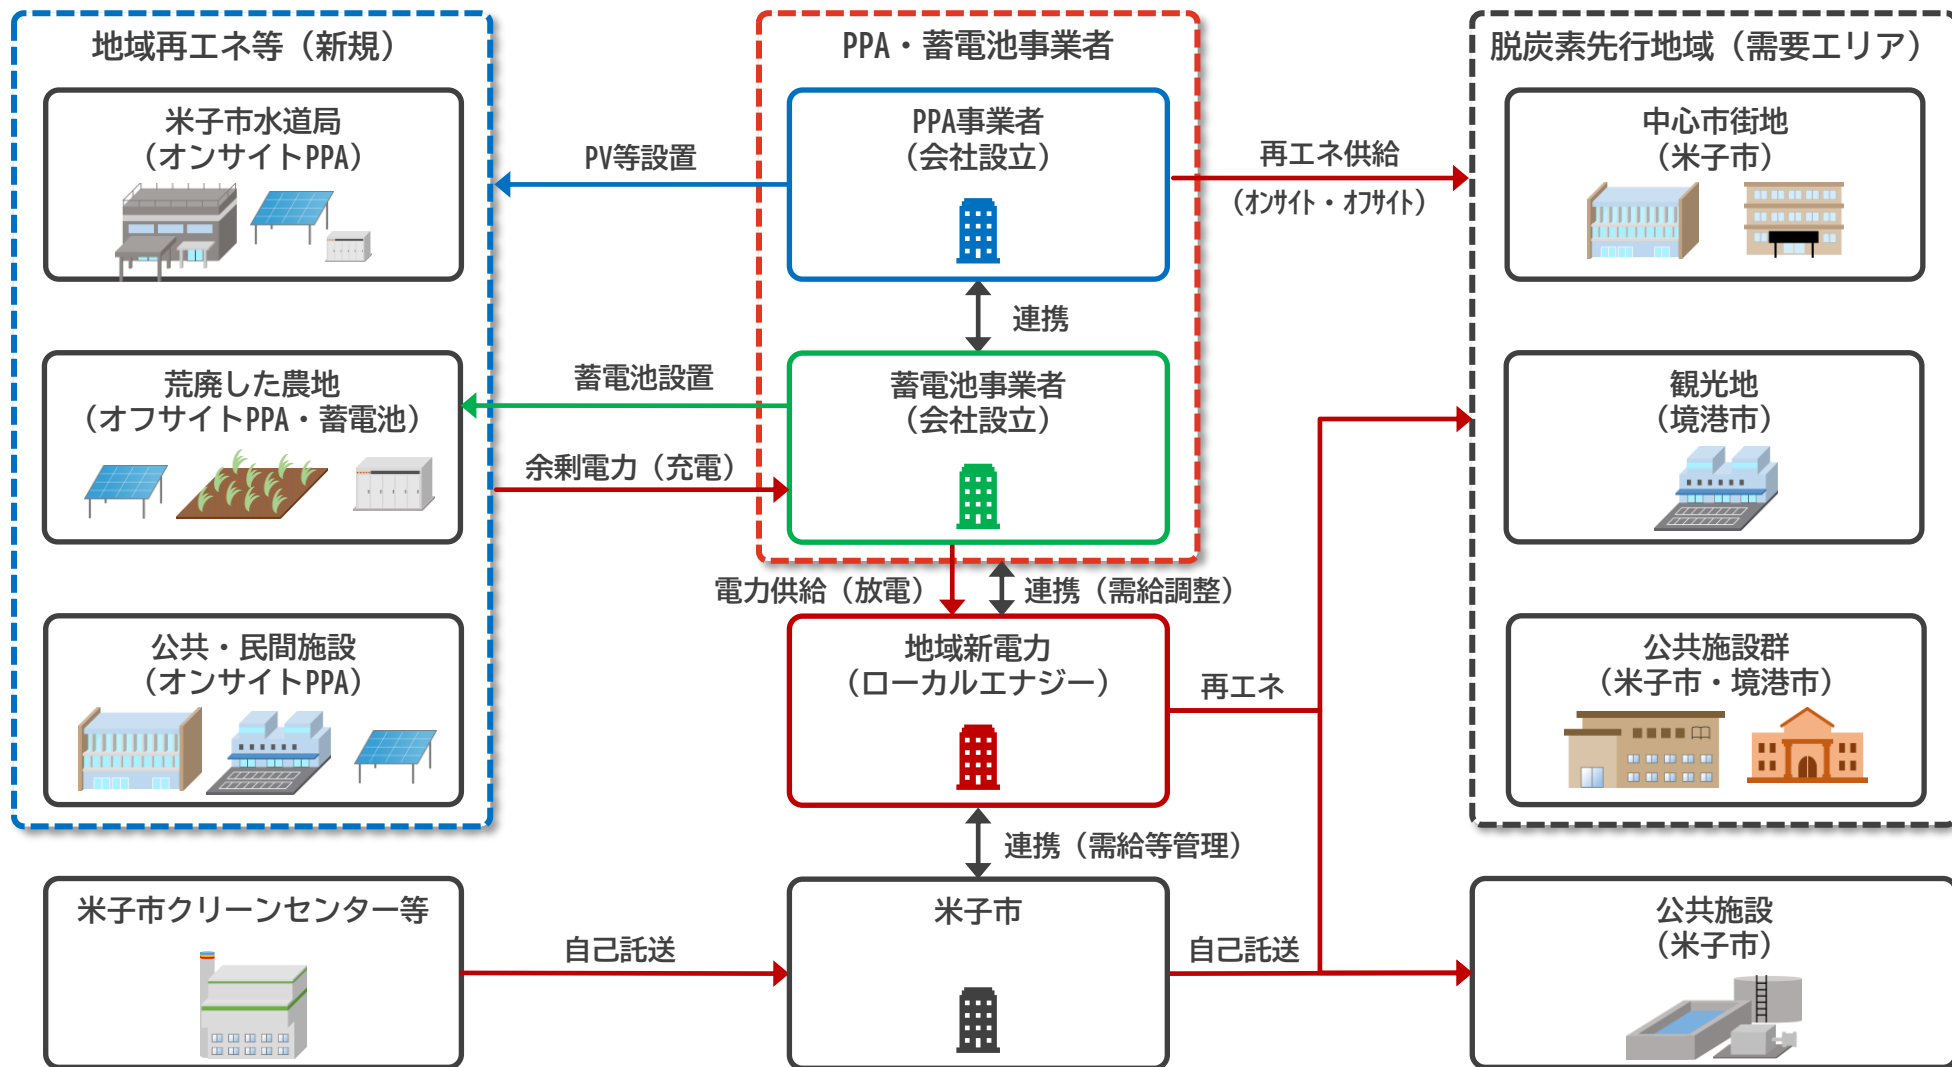 地域再エネ等（新規）
米子市水道局
（オンサイトPPA）
荒廃した農地
（オフサイトPPA・蓄電池）
公共・民間施設
（オンサイトPPA）
米子市クリーンセンター等
PV等設置
蓄電池設置
余剰電力（充電）
自己託送
PPA・蓄電池事業者
PPA事業者
（会社設立）
連携
蓄電池事業者
（会社設立）
電力供給（放電）
連携（需給調整）
地域新電力
（ローカルエナジー）
連携（需給等管理）
米子市
再エネ供給
（オンサイト・オフサイト）
再エネ
自己託送
脱炭素先行地域（需要エリア）
中心市街地
（米子市）
観光地
（境港市）
公共施設群
（米子市・境港市）
公共施設
（米子市）